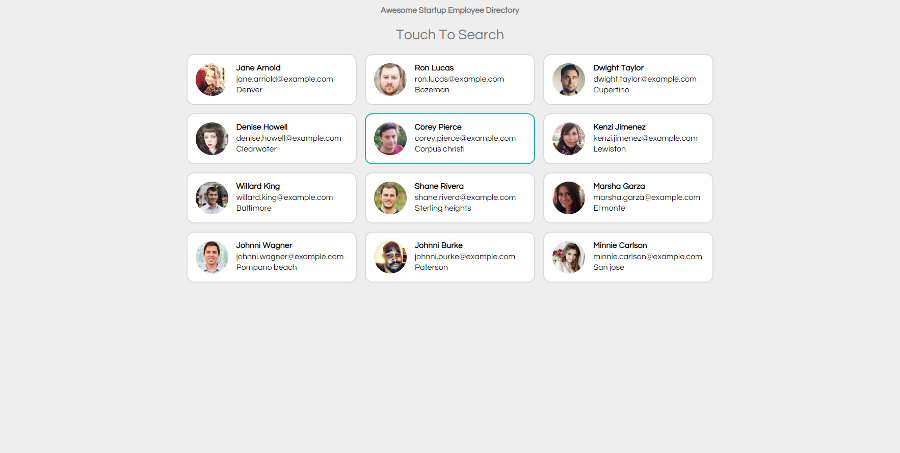 Awesome Startup Employee Directory
Touch To Search
Jane Arnold
jane.arnold@example.com
Denver
Ron Lucas
ron.lucas@example.com
Bozeman
Dwight Taylor
dwight.taylor@example.com
Cupertino
Denise Howell
denise.howell@example.com
Clearwater
Corey Pierce
corey.pierce@example.com
Corpus christi
Kenzi Jimenez
kenzi.jimenez@example.com
Lewiston
Willard King
willard.king@example.com
Baltimore
Shane Rivera
shane.rivera@example.com
Sterling heights
Marsha Garza
marsha.garza@example.com
El monte
Johnni Wagner
johnni.wagner@example.com
Pompano beach
Johnni Burke
johnni.burke@example.com
Paterson
Minnie Carlson
minnie.carlson@example.com
San jose